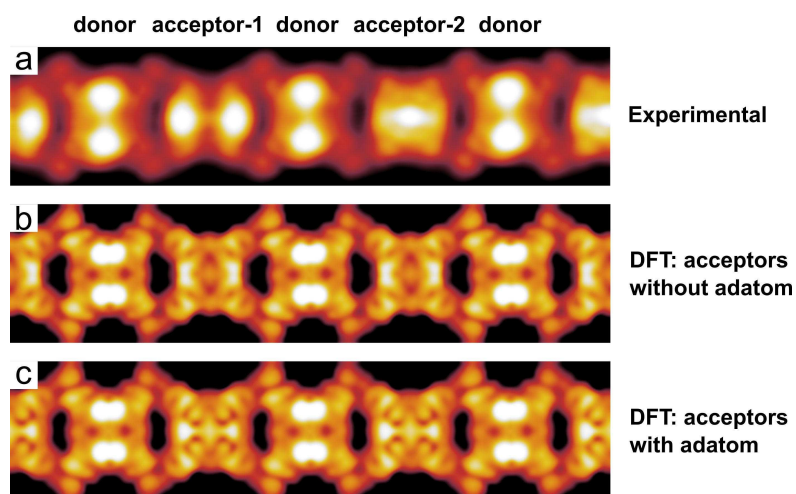 donor acceptor-1 donor acceptor-2 donor
a
Experimental
b
DFT: acceptors
without adatom
c
DFT: acceptors
with adatom